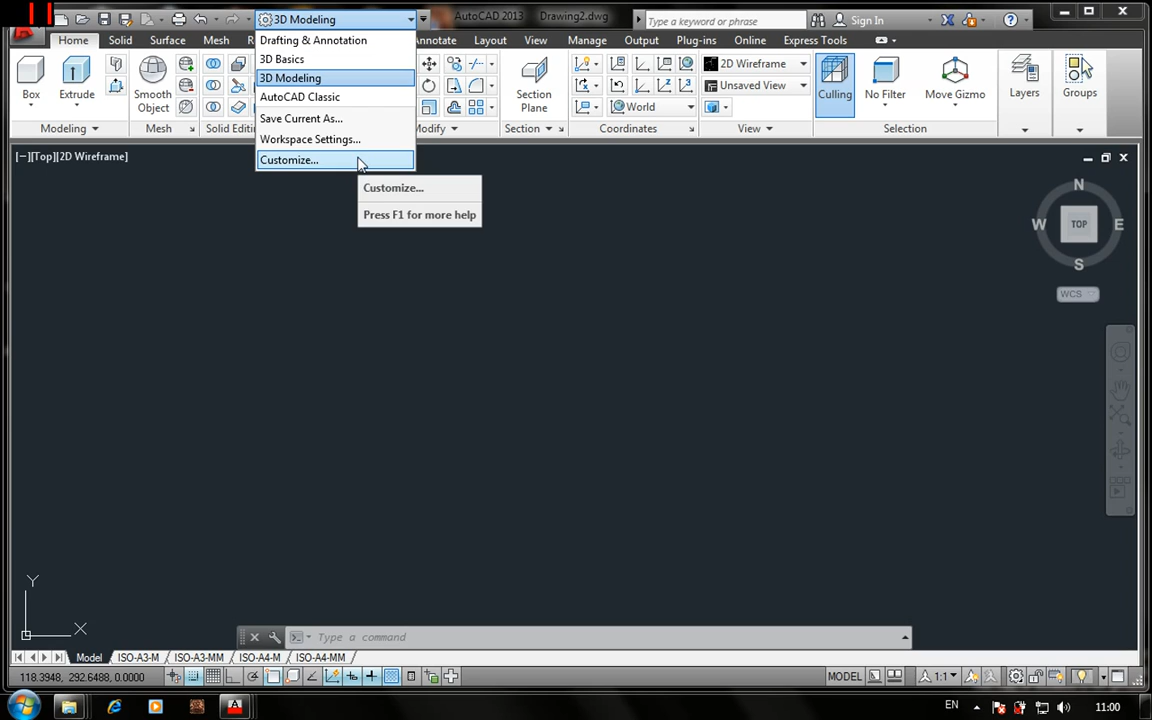 3D Modeling
AutoCAD 2013 Drawing2.dwg
Type a keyword or phrase
Sign In
Home Solid Surface Mesh Annotate Layout View Manage Output Plug-ins Online Express Tools
Drafting & Annotation
3D Basics
3D Modeling
AutoCAD Classic
Save Current As...
Workspace Settings...
Customize...
Customize...
Press F1 for more help
Box
Extrude
Smooth
Object
Section
Plane
World
2D Wireframe
Unsaved View
Culling
No Filter
Move Gizmo
Layers
Groups
Modeling
Mesh
Solid Editing
Modify
Section
Coordinates
View
Selection
[−][Top][2D Wireframe]
N
W TOP E
S
WCS
Y
X
Type a command
Model ISO-A3-M ISO-A3-MM ISO-A4-M ISO-A4-MM
118.3948, 292.6488, 0.0000
MODEL
1:1
EN
11:00